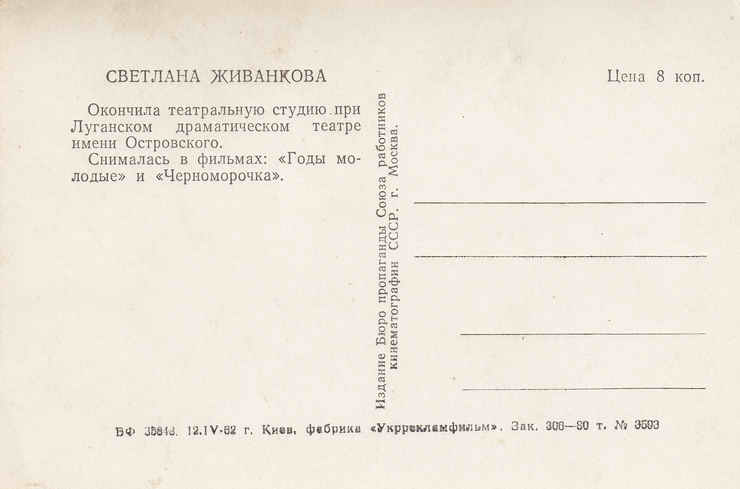 СВЕТЛАНА ЖИВАНКОВА
Окончила театральную студию при
Луганском драматическом театре
имени Островского.
Снималась в фильмах: «Годы мо-
лодые» и «Черноморочка».
Издание Бюро пропаганды Союза работников
кинематографии СССР. г. Москва.
Цена 8 коп.
БФ 12.IV-62 г. Киев, фабрика «Укррекламфильм». Зак. 306—80 т. № 3593